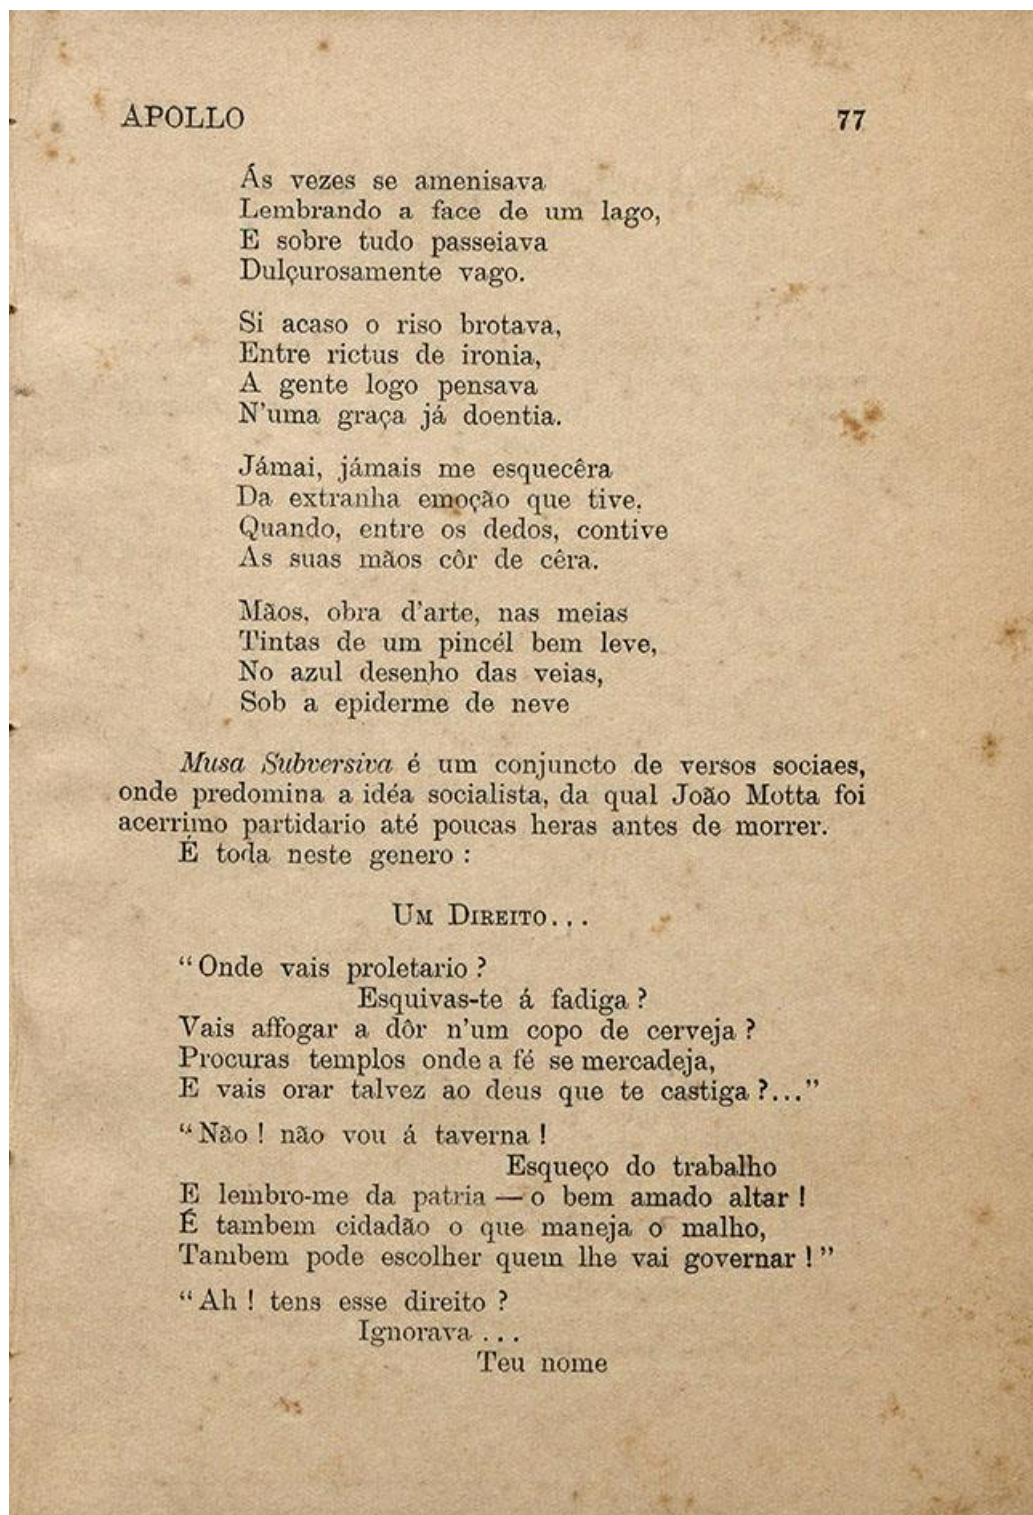 APOLLO 77
Ás vezes se amenisava
Lembrando a face de um lago,
E sobre tudo passeiava
Dulçurosamente vago.
Si acaso o riso brotava,
Entre rictus de ironia,
A gente logo pensava
N'uma graça já doentia.
Jámai, jámais me esquecêra
Da extranha emoção que tive.
Quando, entre os dedos, contive
As suas mãos côr de cêra.
Mãos, obra d'arte, nas meias
Tintas de um pincél bem leve,
No azul desenho das veias,
Sob a epiderme de neve
Musa Subversiva é um conjuncto de versos sociaes,
onde predomina a idéa socialista, da qual João Motta foi
acerrimo partidario até poucas heras antes de morrer.
É toda neste genero :
UM DIREITO...
“Onde vais proletario ?
Esquivas-te á fadiga ?
Vais affogar a dôr n'um copo de cerveja ?
Procuras templos onde a fé se mercadeja,
E vais orar talvez ao deus que te castiga ?...”
“Não ! não vou á taverna !
Esqueço do trabalho
E lembro-me da patria — o bem amado altar !
É tambem cidadão o que maneja o malho,
Tambem pode escolher quem lhe vai governar !”
“Ah ! tens esse direito ?
Ignorava ...
Teu nome